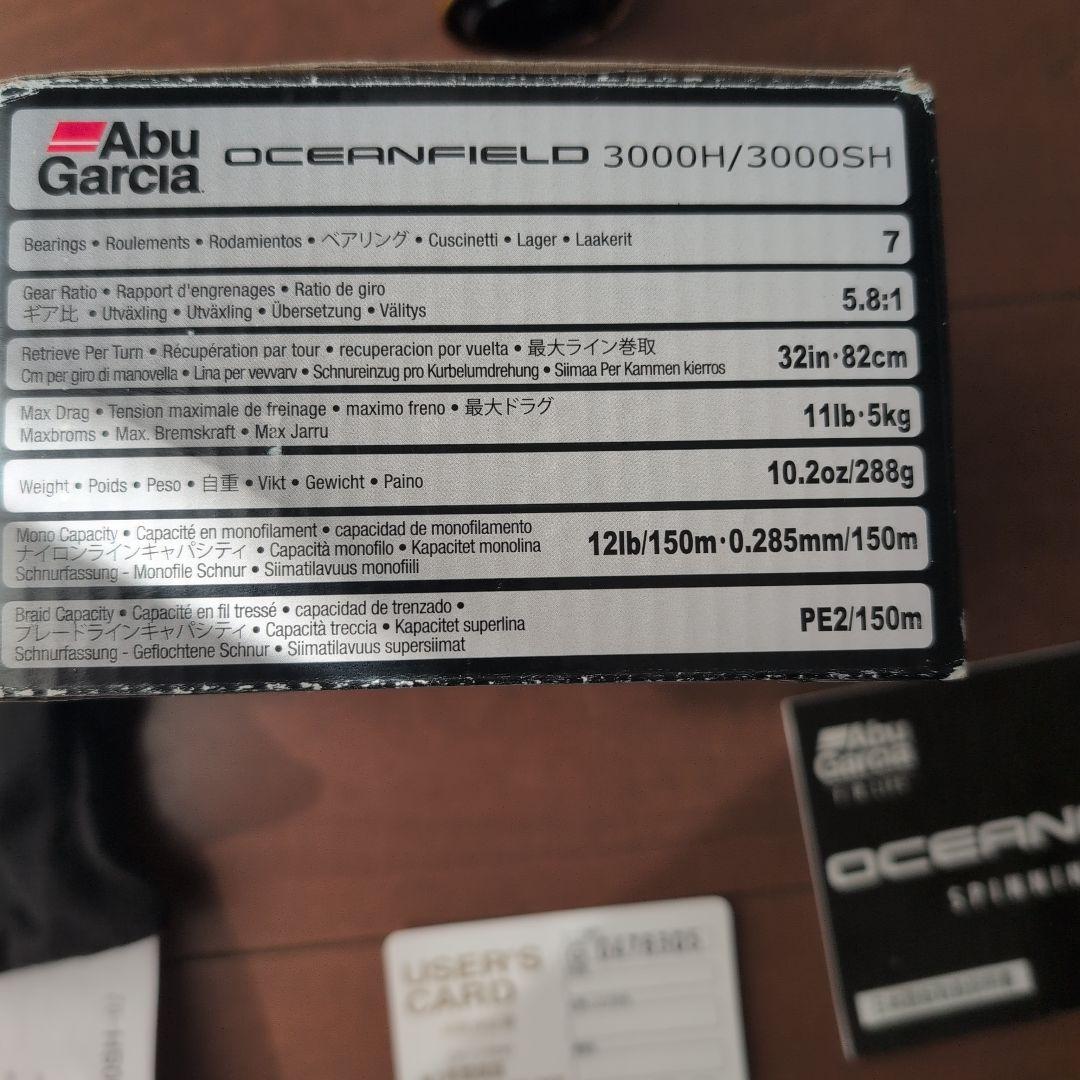 Abu
Garcia
OCEANFIELD 3000H/3000SH
Bearings • Roulements • Rodamientos • ベアリング • Cuscinetti • Lager • Laakerit 7
Gear Ratio • Rapport d'engrenages • Ratio de giro
ギア比 • Utväxling • Utväxling • Übersetzung • Välitys 5.8:1
Retrieve Per Turn • Récupération par tour • recuperacion por vuelta • 最大ライン巻取
Cm per giro di manovella • Lina per vevvarv • Schnureinzug pro Kurbelumdrehung • Siimaa Per Kammen kierros 32in·82cm
Max Drag • Tension maximale de freinage • maximo freno • 最大ドラグ
Maxbroms • Max. Bremskraft • Max Jarru 11lb·5kg
Weight • Poids • Peso • 自重 • Vikt • Gewicht • Paino 10.2oz/288g
Mono Capacity • Capacité en monofilament • capacidad de monofilamento
ナイロンラインキャパシティ • Capacità monofilo • Kapacitet monolina
Schnurfassung - Monofile Schnur • Siimatilavuus monofiili 12lb/150m·0.285mm/150m
Braid Capacity • Capacité en fil tressé • capacidad de trenzado •
ブレードラインキャパシティ • Capacità treccia • Kapacitet superlina
Schnurfassung - Geflochtene Schnur • Siimatilavuus supersiimat PE2/150m
Abu
Garcia
USER'S
CARD